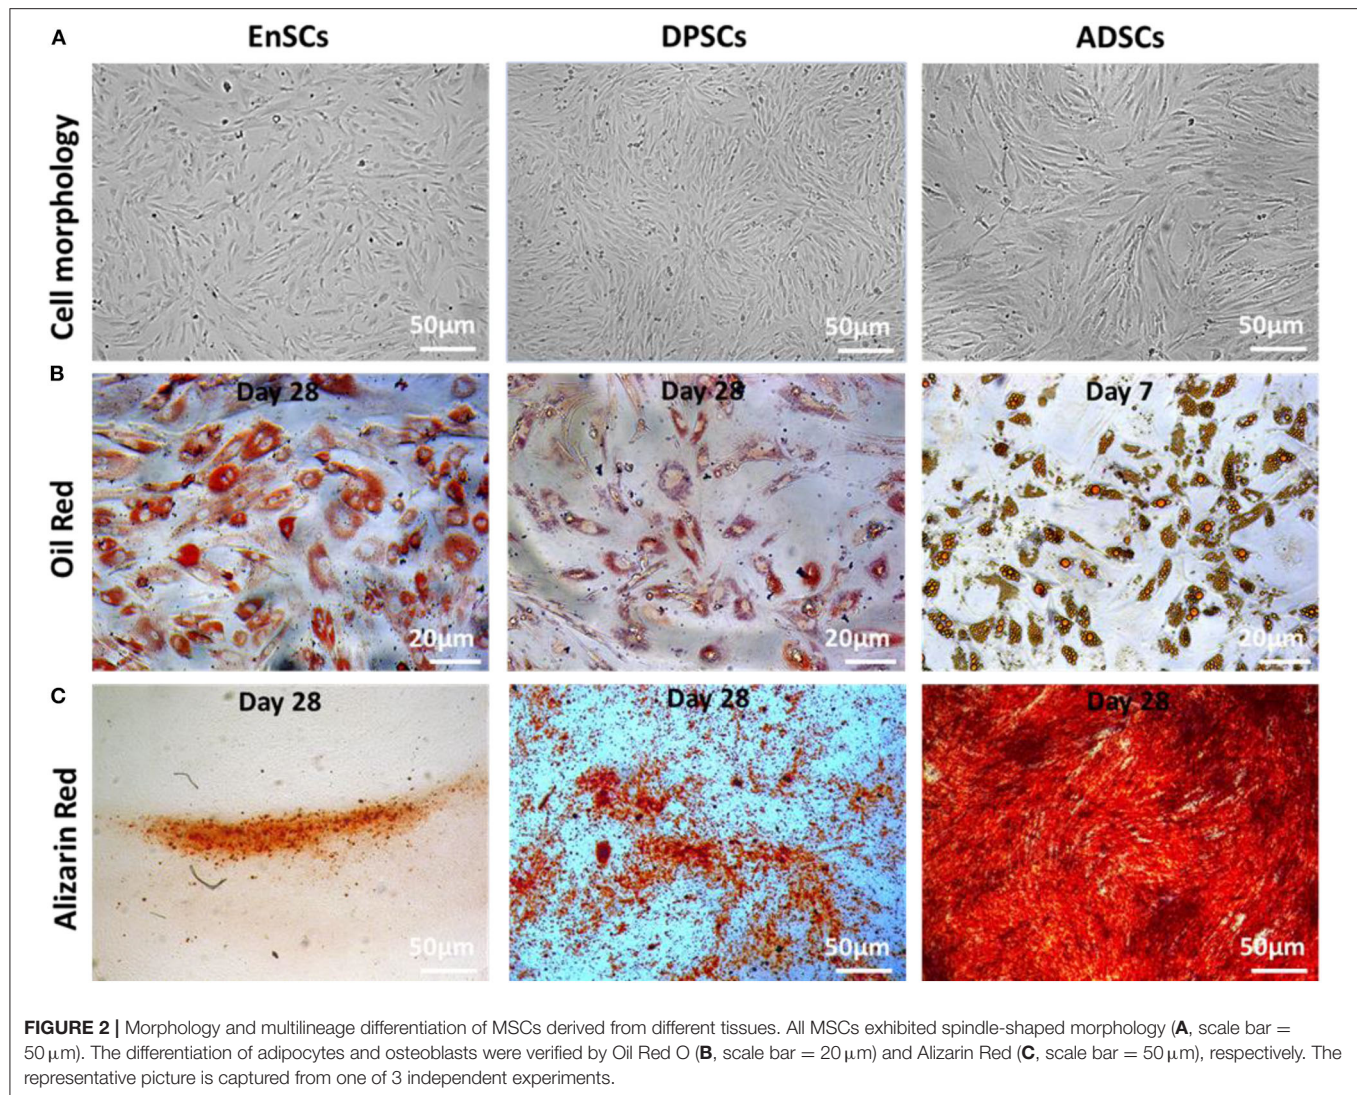 A
EnSCs DPSCs ADSCs
Cell morphology
50µm 50µm 50µm
B
Day 28 Day 28 Day 7
Oil Red
20µm 20µm 20µm
C
Day 28 Day 28 Day 28
Alizarin Red
50µm 50µm 50µm
FIGURE 2 | Morphology and multilineage differentiation of MSCs derived from different tissues. All MSCs exhibited spindle-shaped morphology (A, scale bar =
50 µm). The differentiation of adipocytes and osteoblasts were verified by Oil Red O (B, scale bar = 20 µm) and Alizarin Red (C, scale bar = 50 µm), respectively. The
representative picture is captured from one of 3 independent experiments.